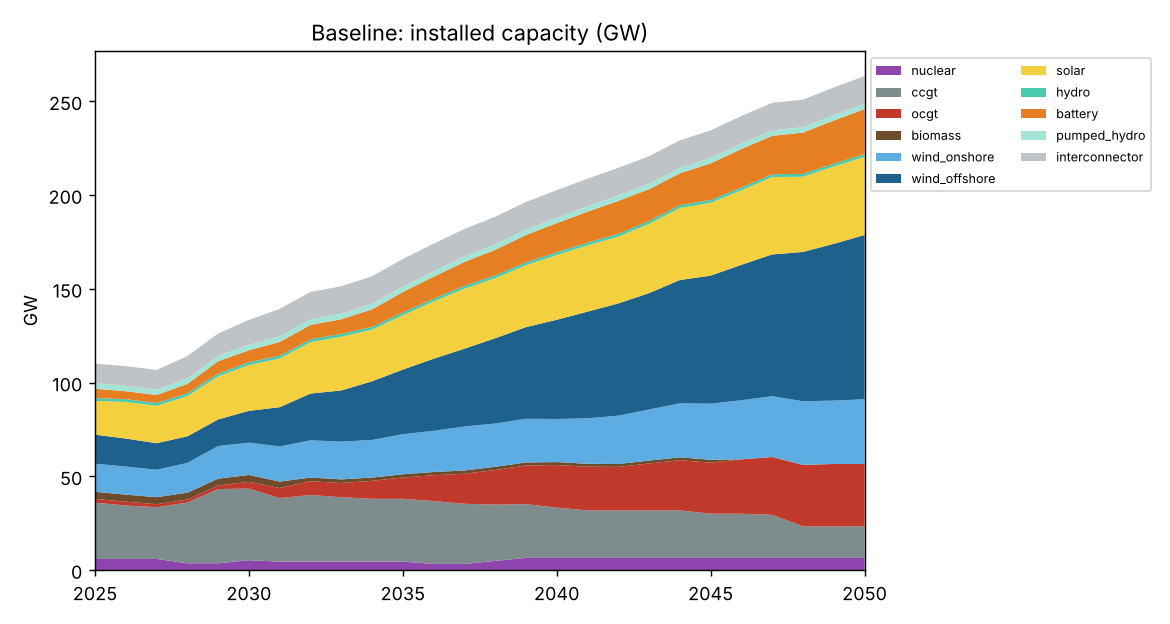 Baseline: installed capacity (GW)
GW
250
200
150
100
50
0
2025
2030
2035
2040
2045
2050
nuclear
ccgt
ocgt
biomass
wind_onshore
wind_offshore
solar
hydro
battery
pumped_hydro
interconnector